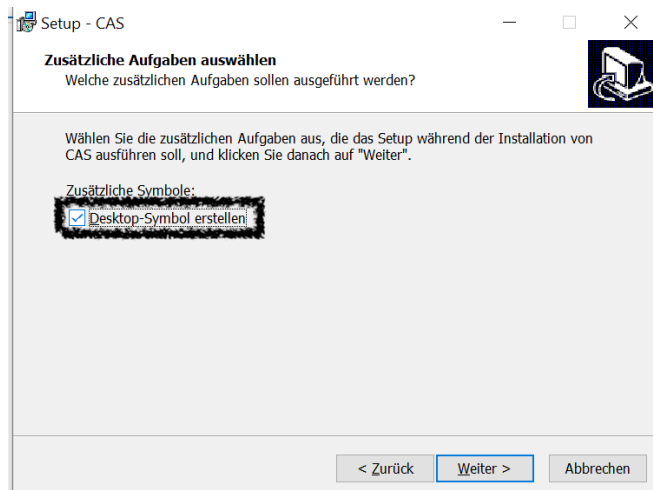 Setup - CAS
Zusätzliche Aufgaben auswählen
Welche zusätzlichen Aufgaben sollen ausgeführt werden?
Wählen Sie die zusätzlichen Aufgaben aus, die das Setup während der Installation von
CAS ausführen soll, und klicken Sie danach auf "Weiter".
Zusätzliche Symbole:
Desktop-Symbol erstellen
< Zurück Weiter > Abbrechen